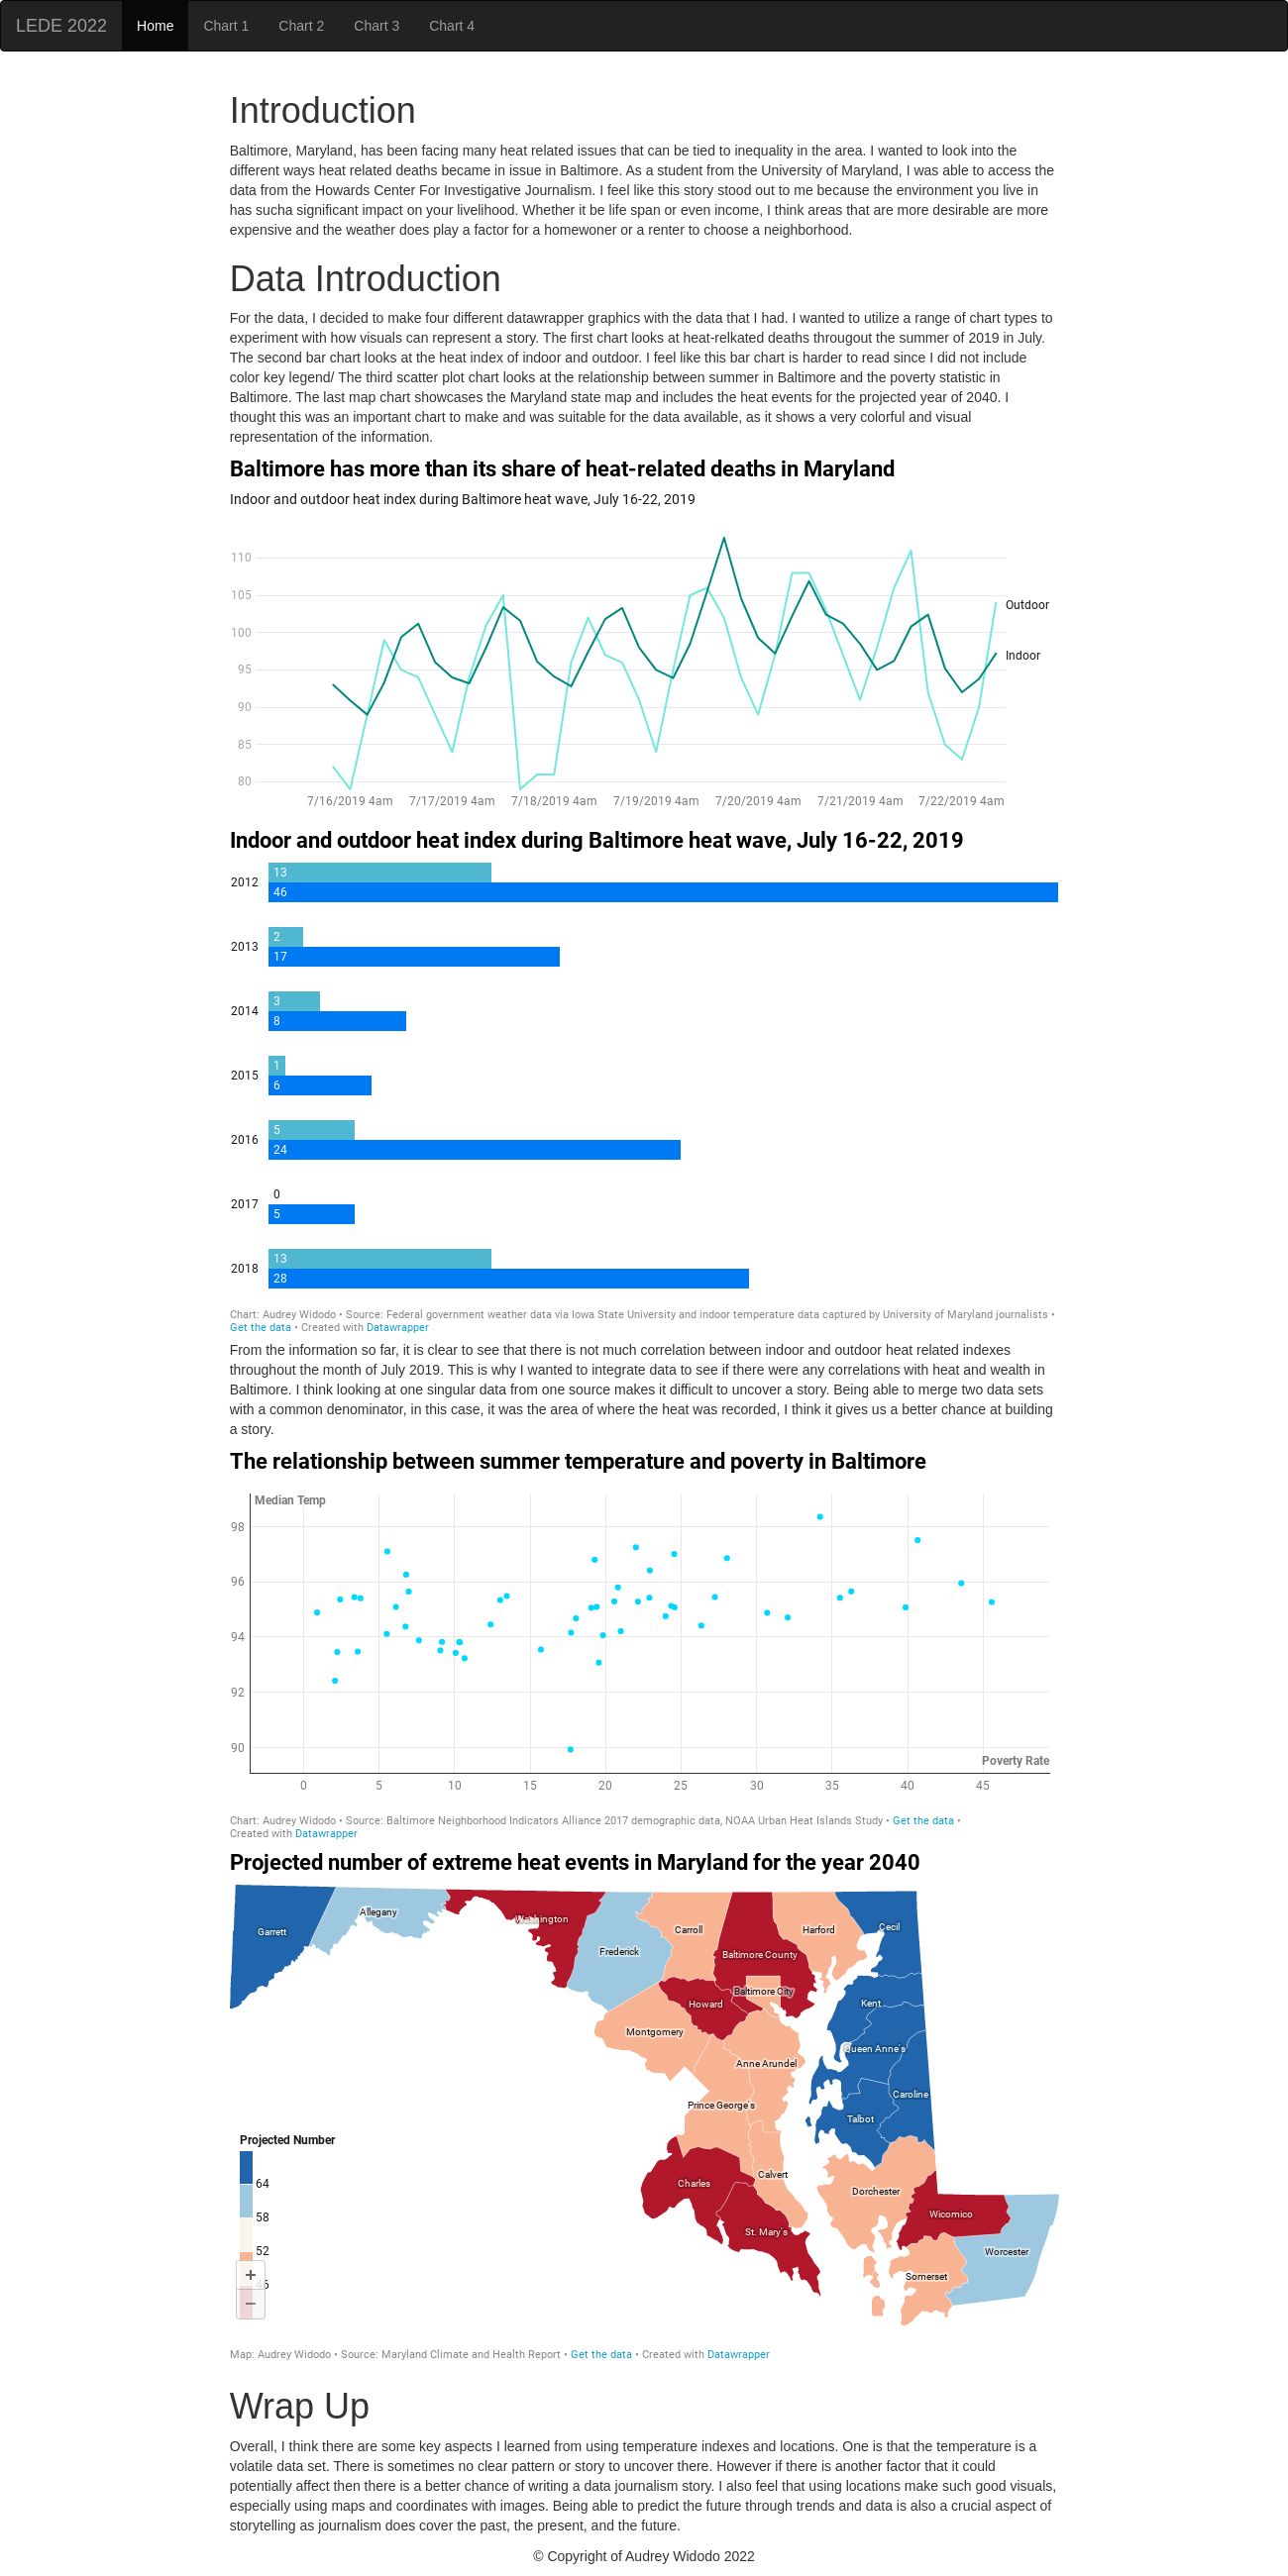 LEDE 2022 Home Chart 1 Chart 2 Chart 3 Chart 4
Introduction
Baltimore, Maryland, has been facing many heat related issues that can be tied to inequality in the area. I wanted to look into the
different ways heat related deaths became in issue in Baltimore. As a student from the University of Maryland, I was able to access the
data from the Howards Center For Investigative Journalism. I feel like this story stood out to me because the environment you live in
has sucha significant impact on your livelihood. Whether it be life span or even income, I think areas that are more desirable are more
expensive and the weather does play a factor for a homewoner or a renter to choose a neighborhood.
Data Introduction
For the data, I decided to make four different datawrapper graphics with the data that I had. I wanted to utilize a range of chart types to
experiment with how visuals can represent a story. The first chart looks at heat-relkated deaths througout the summer of 2019 in July.
The second bar chart looks at the heat index of indoor and outdoor. I feel like this bar chart is harder to read since I did not include
color key legend/ The third scatter plot chart looks at the relationship between summer in Baltimore and the poverty statistic in
Baltimore. The last map chart showcases the Maryland state map and includes the heat events for the projected year of 2040. I
thought this was an important chart to make and was suitable for the data available, as it shows a very colorful and visual
representation of the information.
Baltimore has more than its share of heat-related deaths in Maryland
Indoor and outdoor heat index during Baltimore heat wave, July 16-22, 2019
110
105
Outdoor
100
Indoor
95
90
85
80
7/16/2019 4am 7/17/2019 4am 7/18/2019 4am 7/19/2019 4am 7/20/2019 4am 7/21/2019 4am 7/22/2019 4am
Indoor and outdoor heat index during Baltimore heat wave, July 16-22, 2019
2012
13
46
2013
2
17
2014
3
8
2015
1
6
2016
5
24
2017
0
5
2018
13
28
Chart: Audrey Widodo • Source: Federal government weather data via Iowa State University and indoor temperature data captured by University of Maryland journalists •
Get the data • Created with Datawrapper
From the information so far, it is clear to see that there is not much correlation between indoor and outdoor heat related indexes
throughout the month of July 2019. This is why I wanted to integrate data to see if there were any correlations with heat and wealth in
Baltimore. I think looking at one singular data from one source makes it difficult to uncover a story. Being able to merge two data sets
with a common denominator, in this case, it was the area of where the heat was recorded, I think it gives us a better chance at building
a story.
The relationship between summer temperature and poverty in Baltimore
Median Temp
98
96
94
92
90
Poverty Rate
0 5 10 15 20 25 30 35 40 45
Chart: Audrey Widodo • Source: Baltimore Neighborhood Indicators Alliance 2017 demographic data, NOAA Urban Heat Islands Study • Get the data •
Created with Datawrapper
Projected number of extreme heat events in Maryland for the year 2040
Garrett
Allegany
Washington
Frederick
Carroll
Baltimore County
Harford
Cecil
Baltimore City
Howard
Kent
Montgomery
Queen Anne's
Anne Arundel
Caroline
Prince George's
Talbot
Calvert
Charles
Dorchester
St. Mary's
Wicomico
Worcester
Somerset
Projected Number
64
58
52
+
−
Map: Audrey Widodo • Source: Maryland Climate and Health Report • Get the data • Created with Datawrapper
Wrap Up
Overall, I think there are some key aspects I learned from using temperature indexes and locations. One is that the temperature is a
volatile data set. There is sometimes no clear pattern or story to uncover there. However if there is another factor that it could
potentially affect then there is a better chance of writing a data journalism story. I also feel that using locations make such good visuals,
especially using maps and coordinates with images. Being able to predict the future through trends and data is also a crucial aspect of
storytelling as journalism does cover the past, the present, and the future.
© Copyright of Audrey Widodo 2022